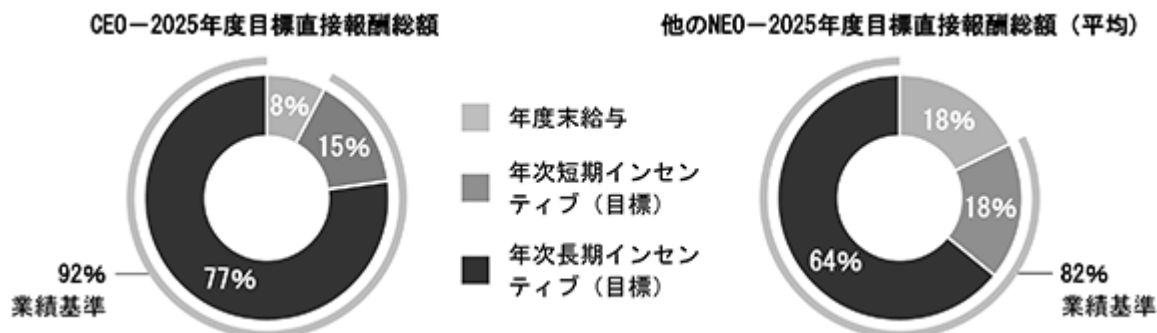 CEO－2025年度目標直接報酬総額
8%
15%
77%
92%
業績基準
年度末給与
年次短期インセン
ティブ（目標）
年次長期インセン
ティブ（目標）
他のNEO－2025年度目標直接報酬総額（平均）
18%
18%
64%
82%
業績基準